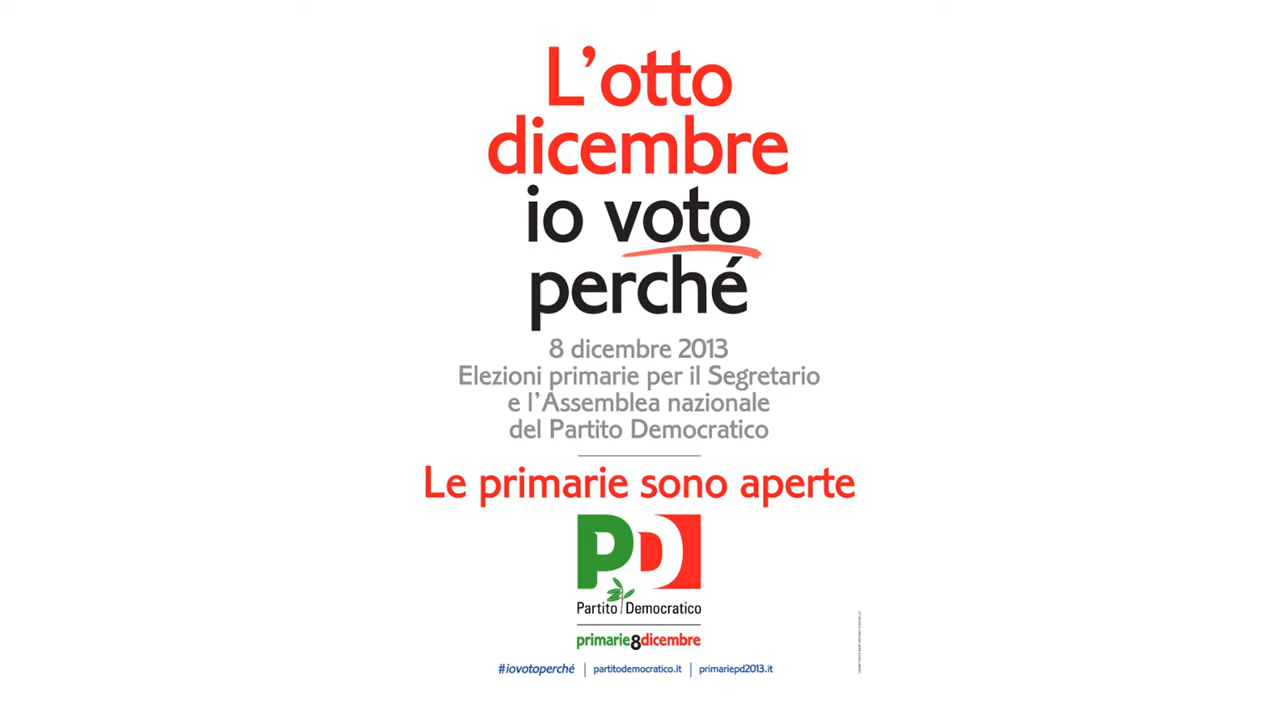 L'otto
dicembre
io voto
perché
8 dicembre 2013
Elezioni primarie per il Segretario
e l'Assemblea nazionale
del Partito Democratico
Le primarie sono aperte
PD
Partito Democratico
primarie8dicembre
#iovotoperché | partitodemocratico.it | primariepd2013.it